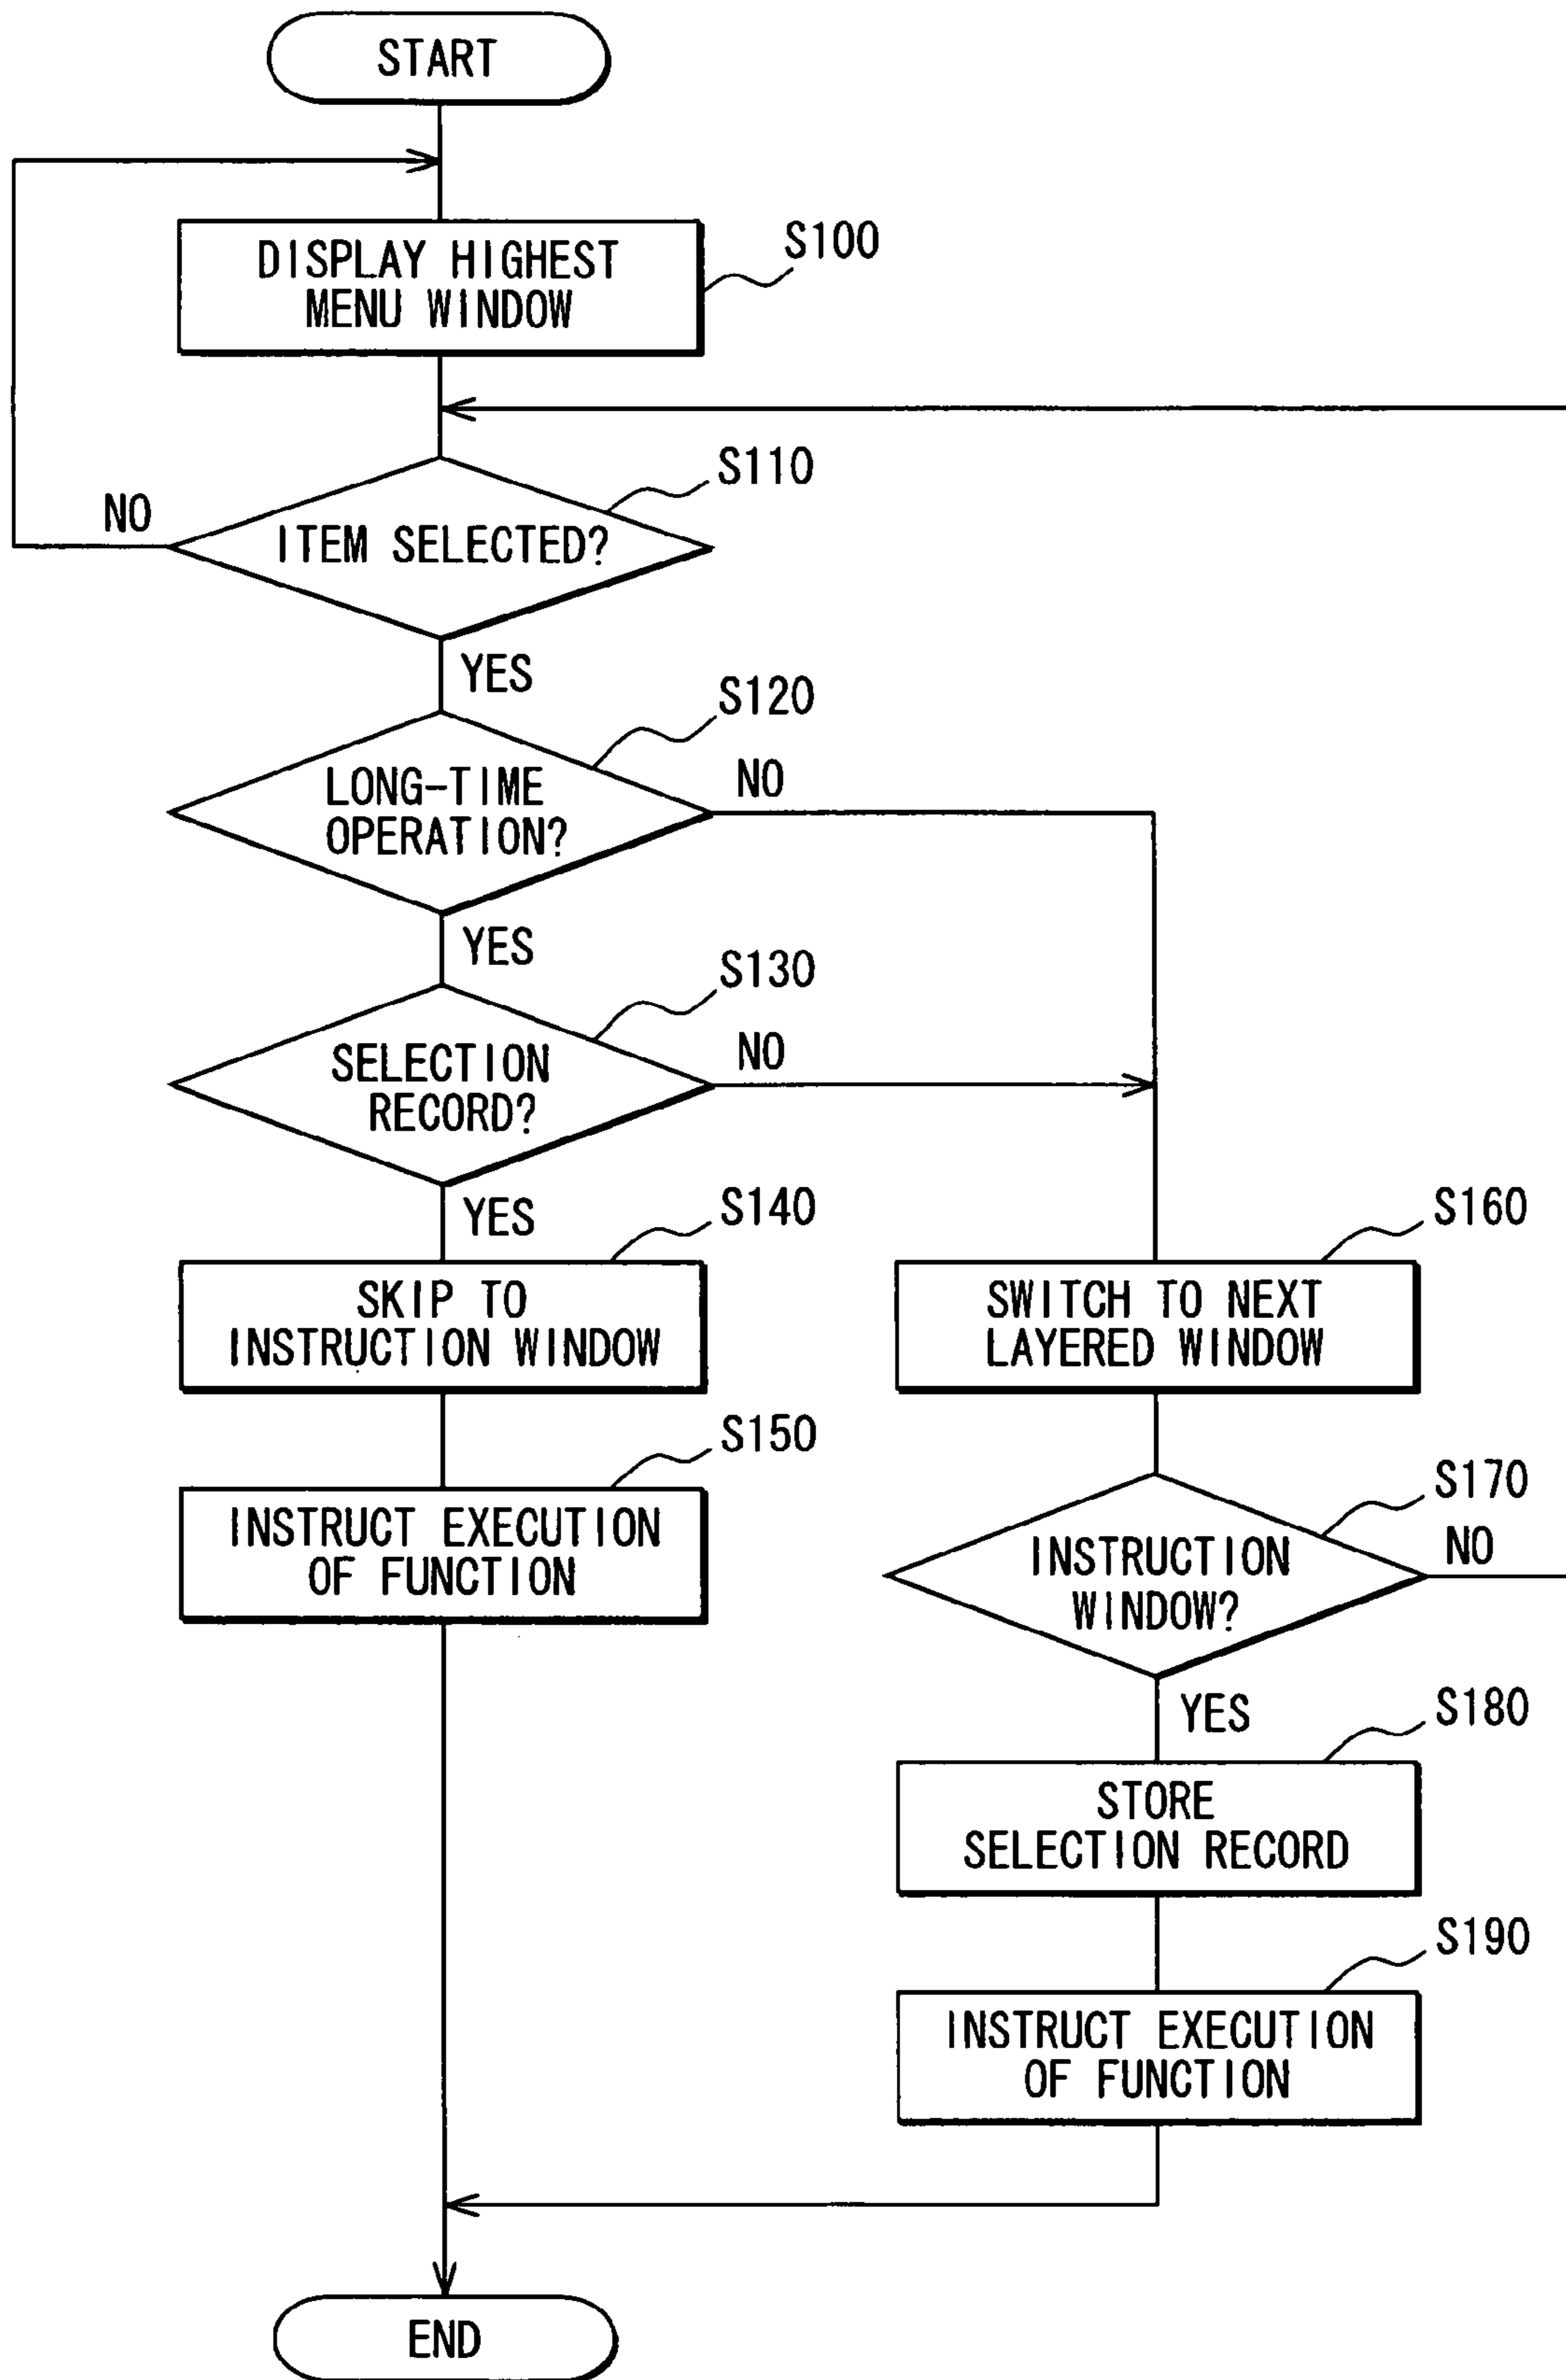 START
DISPLAY HIGHEST
MENU WINDOW
S100
S110
NO
ITEM SELECTED?
YES
S120
LONG-TIME
OPERATION?
NO
YES
S130
SELECTION
RECORD?
NO
YES
S140
SKIP TO
INSTRUCTION WINDOW
S150
INSTRUCT EXECUTION
OF FUNCTION
S160
SWITCH TO NEXT
LAYERED WINDOW
S170
INSTRUCTION
WINDOW?
NO
YES
S180
STORE
SELECTION RECORD
S190
INSTRUCT EXECUTION
OF FUNCTION
END